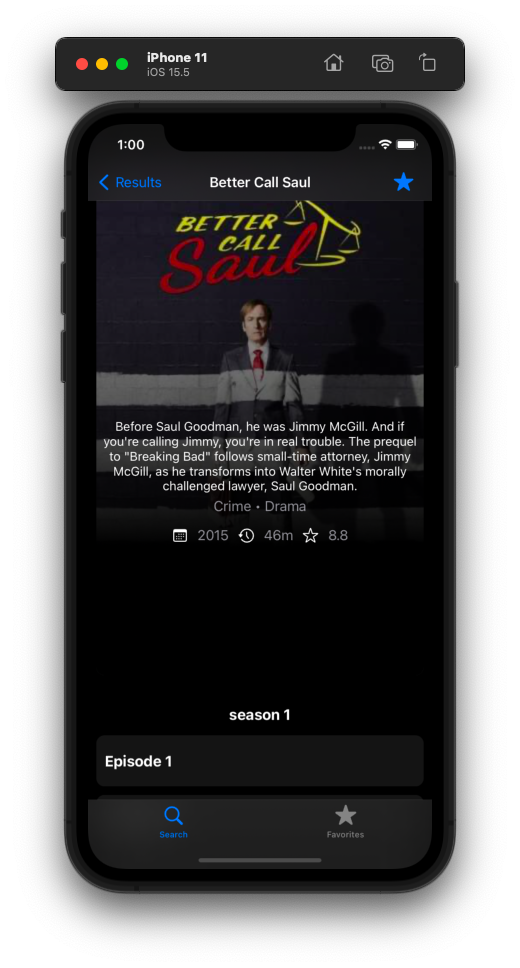 iPhone 11
iOS 15.5
1:00
Results
Better Call Saul
BETTER
CALL
Saul
Before Saul Goodman, he was Jimmy McGill. And if
you're calling Jimmy, you're in real trouble. The prequel
to "Breaking Bad" follows small-time attorney, Jimmy
McGill, as he transforms into Walter White's morally
challenged lawyer, Saul Goodman.
Crime • Drama
2015 46m 8.8
season 1
Episode 1
Search
Favorites